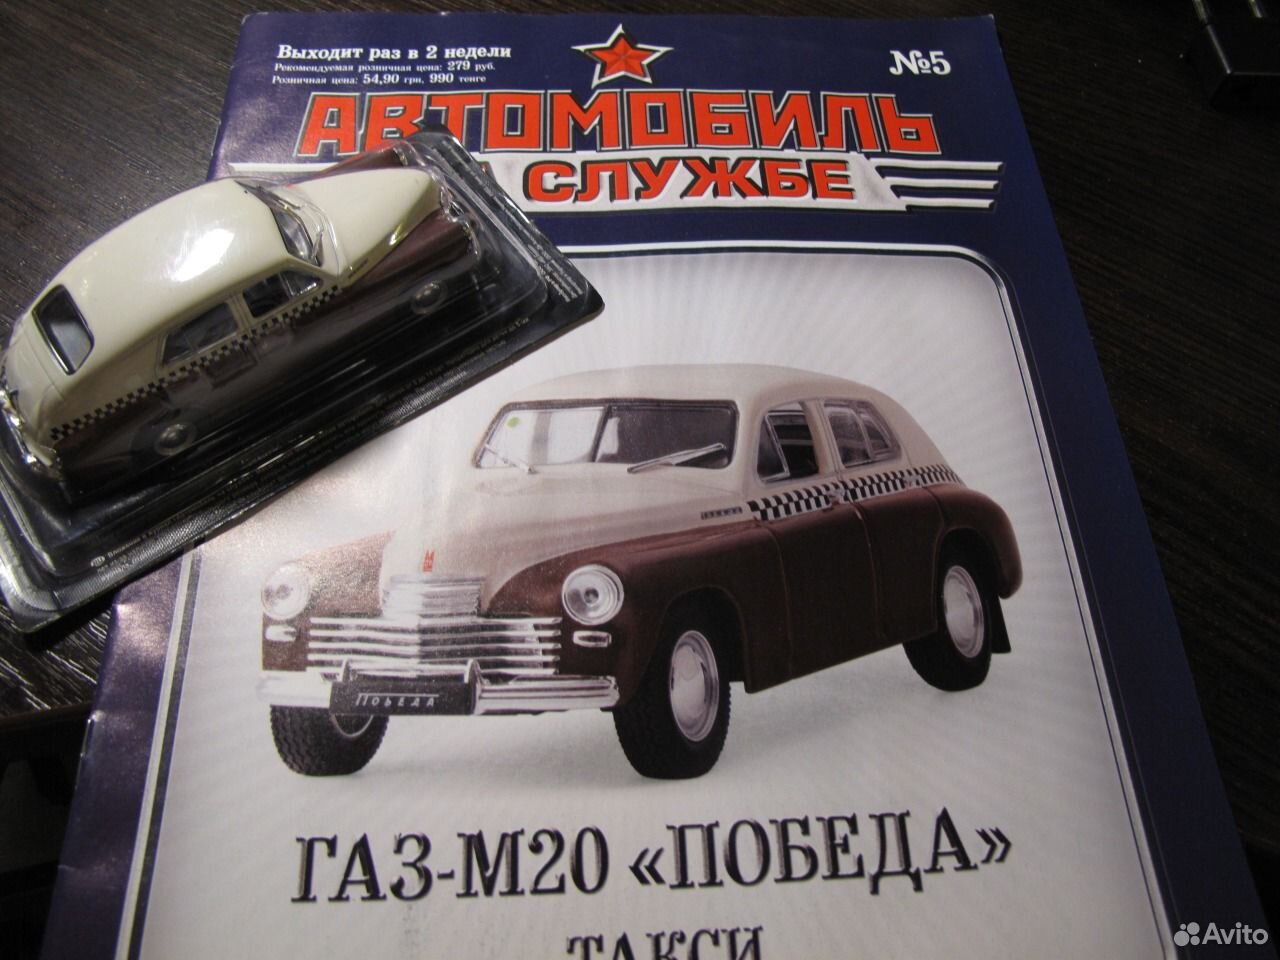 Выходит раз в 2 недели
Рекомендуемая розничная цена: 279 руб.
Розничная цена: 54,90 грн, 990 тенге
№5
АВТОМОБИЛЬ
СЛУЖБЕ
ПОБЕДА
ПОБЕДА
ГАЗ-М20 «ПОБЕДА»
ТАКСИ
Avito